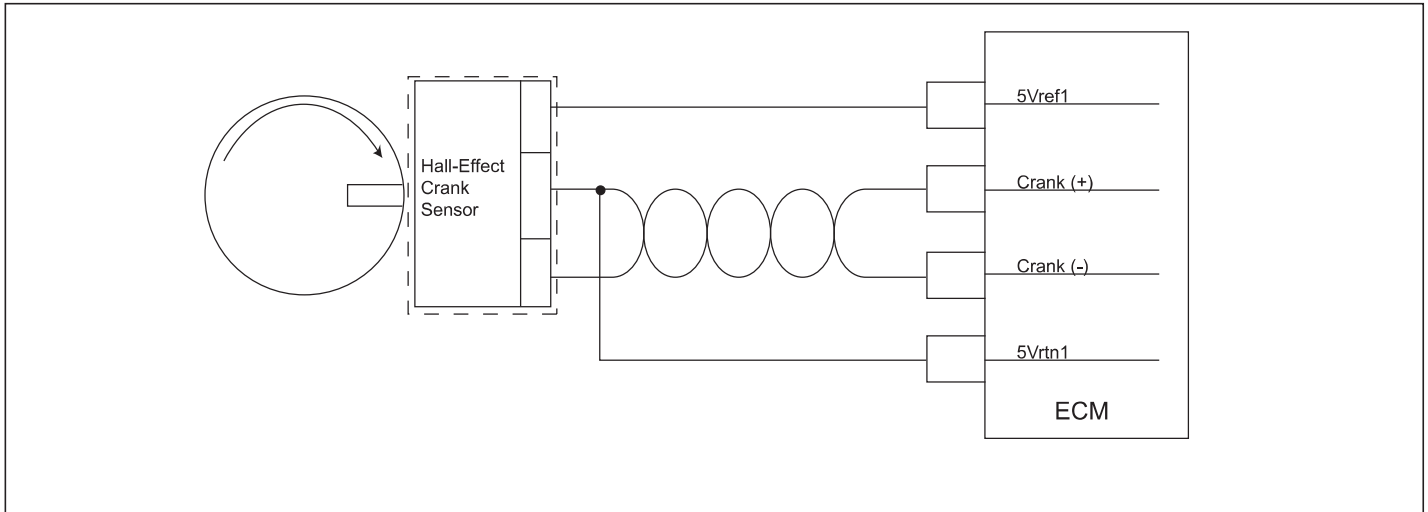 5Vref1
Hall-Effect
Crank
Sensor
Crank (+)
Crank (-)
5Vrtn1
ECM